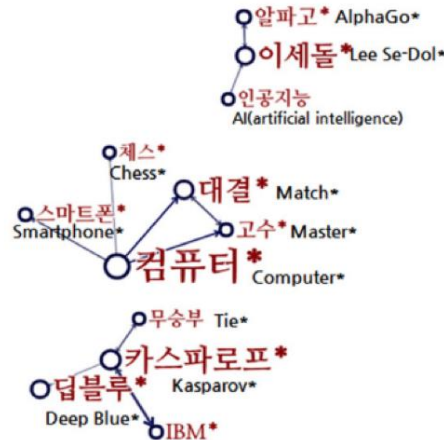 알파고* AlphaGo*
이세돌* Lee Se-Dol*
인공지능
AI(artificial intelligence)
체스*
Chess*
대결* Match*
스마트폰*
Smartphone*
고수* Master*
컴퓨터*
Computer*
무승부 Tie*
카스파로프*
Kasparov*
딥블루*
Deep Blue*
IBM*